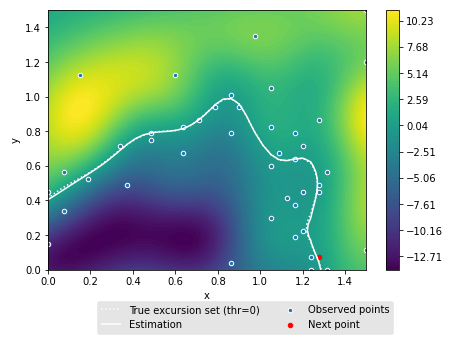 1.4
1.2
1.0
0.8
0.6
0.4
0.2
0.0
y
0.0 0.2 0.4 0.6 0.8 1.0 1.2 1.4
x
10.23
7.68
5.14
2.59
0.04
−2.51
−5.06
−7.61
−10.16
−12.71
True excursion set (thr=0)
Estimation
Observed points
Next point